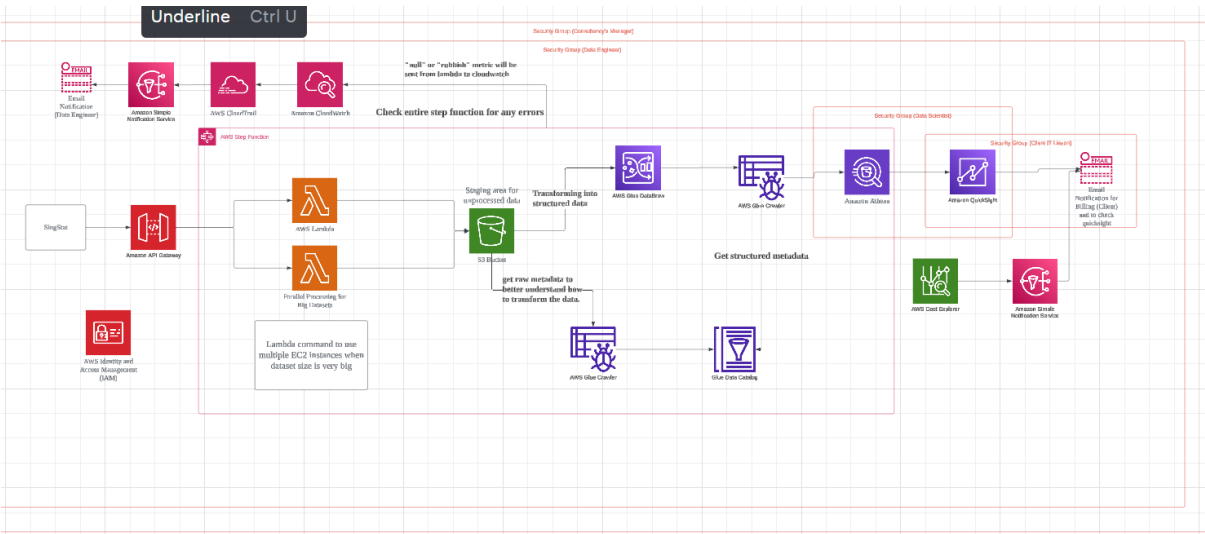 Underline Ctrl U
Security Group (Consultancy's Manager)
Security Group (Data Engineer)
"null" or "rubbish" metric will be
sent from lambda to cloudwatch
EMAIL
Email
Notification
(Data Engineer)
Amazon Simple
Notification Service
AWS CloudTrail
Amazon CloudWatch
Check entire step function for any errors
AWS Step Function
Security Group (Data Scientist)
Security Group (Client IT Liason)
SingStat
Amazon API Gateway
AWS Lambda
Parallel Processing for
Big Datasets
Lambda command to use
multiple EC2 instances when
dataset size is very big
Staging area for
unprocessed data
S3 Bucket
Transforming into
structured data
AWS Glue DataBrew
AWS Glue Crawler
Amazon Athena
Amazon QuickSight
EMAIL
Email
Notification for
Billing (Client)
and to check
quicksight
Get structured metadata
get raw metadata to
better understand how
to transform the data.
AWS Glue Crawler
Glue Data Catalog
AWS Cost Explorer
Amazon Simple
Notification Service
AWS Identity and
Access Management
(IAM)